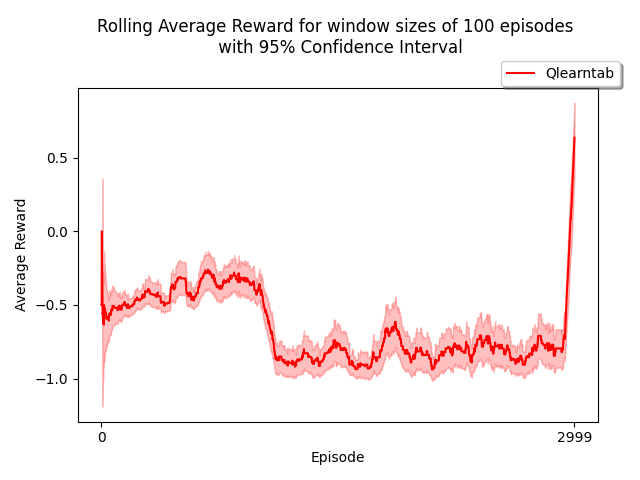 Rolling Average Reward for window sizes of 100 episodes
with 95% Confidence Interval
Qlearntab
Average Reward
0.5
0.0
−0.5
−1.0
0
2999
Episode